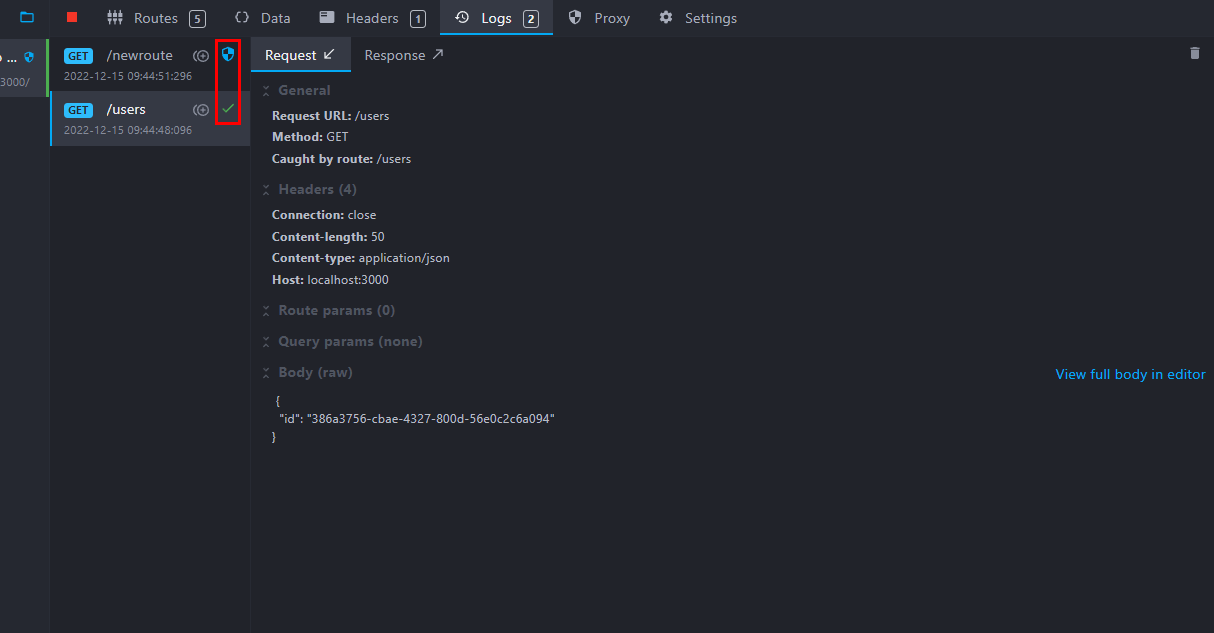 Routes 5 Data Headers 1 Logs 2 Proxy Settings
...
3000/
GET /newroute
2022-12-15 09:44:51:296
GET /users
2022-12-15 09:44:48:096
Request Response
General
Request URL: /users
Method: GET
Caught by route: /users
Headers (4)
Connection: close
Content-length: 50
Content-type: application/json
Host: localhost:3000
Route params (0)
Query params (none)
Body (raw)
View full body in editor
{
"id": "386a3756-cbae-4327-800d-56e0c2c6a094"
}